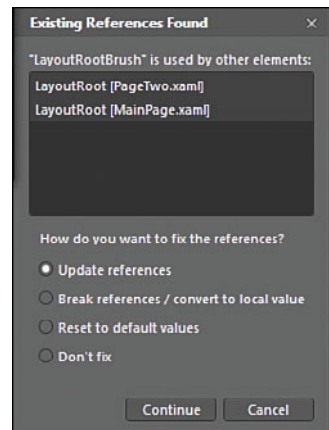 Existing References Found
"LayoutRootBrush" is used by other elements:
LayoutRoot [PageTwo.xaml]
LayoutRoot [MainPage.xaml]
How do you want to fix the references?
Update references
Break references / convert to local value
Reset to default values
Don't fix
Continue Cancel